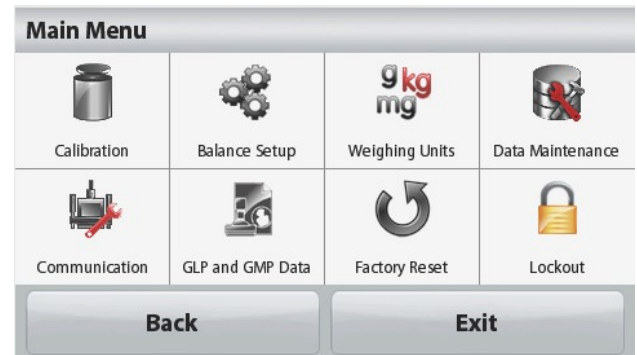 Main Menu
g kg
mg
Calibration
Balance Setup
Weighing Units
Data Maintenance
Communication
GLP and GMP Data
Factory Reset
Lockout
Back
Exit